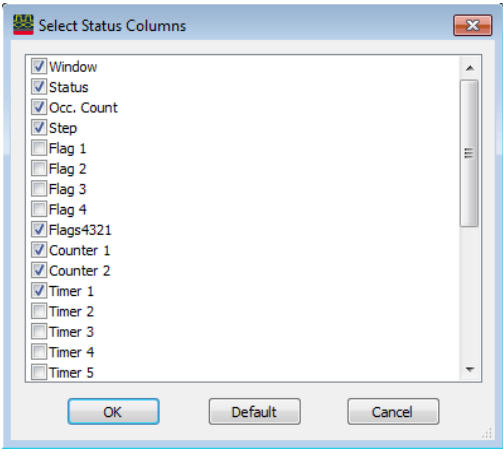 Select Status Columns
Window
Status
Occ. Count
Step
Flag 1
Flag 2
Flag 3
Flag 4
Flags4321
Counter 1
Counter 2
Timer 1
Timer 2
Timer 3
Timer 4
Timer 5
OK Default Cancel